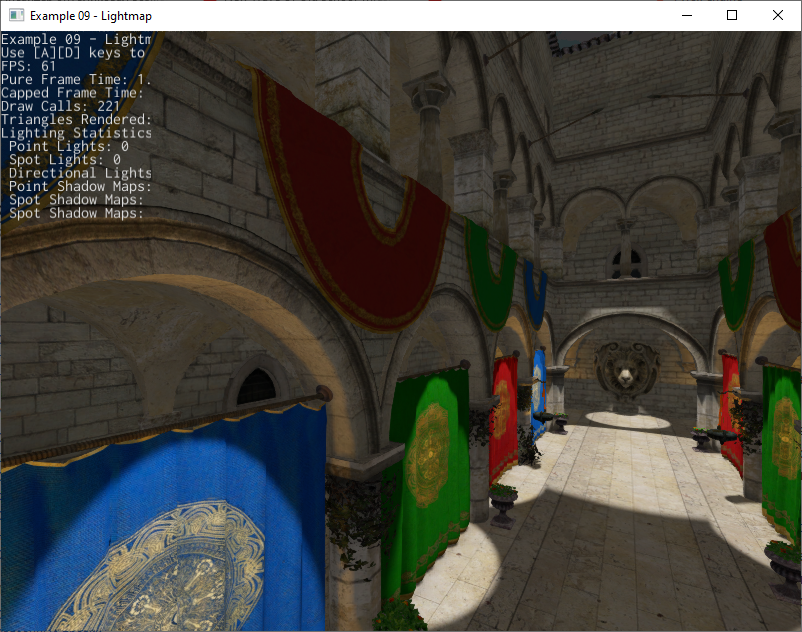 Example 09 - Lightmap
Example 09 - Lightm
Use [A][D] keys to
FPS: 61
Pure Frame Time: 1.
Capped Frame Time:
Draw Calls: 221
Triangles Rendered:
Lighting Statistics
Point Lights: 0
Spot Lights: 0
Directional Lights
Point Shadow Maps:
Spot Shadow Maps:
Spot Shadow Maps: